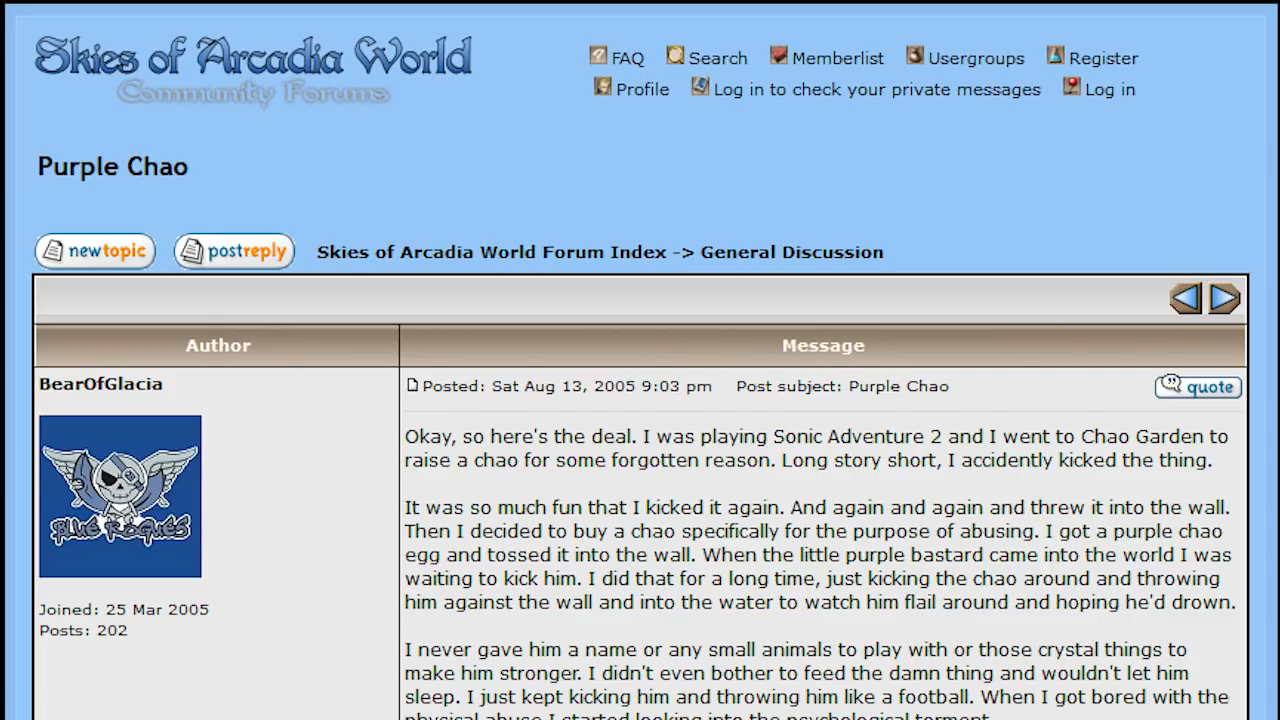 Skies of Arcadia World
Community Forums
FAQ Search Memberlist Usergroups Register
Profile Log in to check your private messages Log in
Purple Chao
newtopic postreply Skies of Arcadia World Forum Index -> General Discussion
Author Message
BearOfGlacia
Posted: Sat Aug 13, 2005 9:03 pm Post subject: Purple Chao quote
Okay, so here's the deal. I was playing Sonic Adventure 2 and I went to Chao Garden to
raise a chao for some forgotten reason. Long story short, I accidently kicked the thing.
It was so much fun that I kicked it again. And again and again and threw it into the wall.
Then I decided to buy a chao specifically for the purpose of abusing. I got a purple chao
egg and tossed it into the wall. When the little purple bastard came into the world I was
waiting to kick him. I did that for a long time, just kicking the chao around and throwing
him against the wall and into the water to watch him flail around and hoping he'd drown.
BLUE ROGUES
Joined: 25 Mar 2005
Posts: 202
I never gave him a name or any small animals to play with or those crystal things to
make him stronger. I didn't even bother to feed the damn thing and wouldn't let him
sleep. I just kept kicking him and throwing him like a football. When I got bored with the
physical abuse I started looking into the psychological torment.